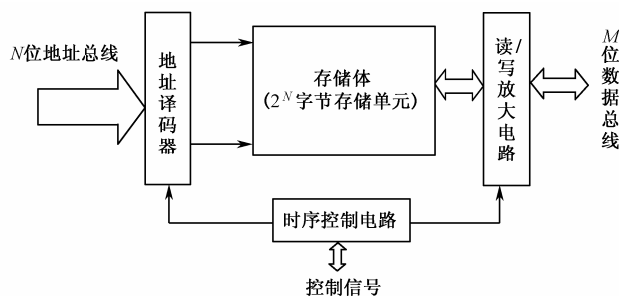 N位地址总线
地址译码器
存储体
(2^N字节存储单元)
读/写放大电路
M位数据总线
时序控制电路
控制信号